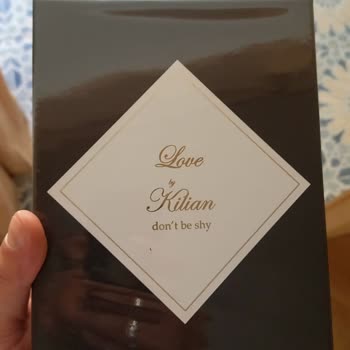 Love
by
Kilian
don't be shy